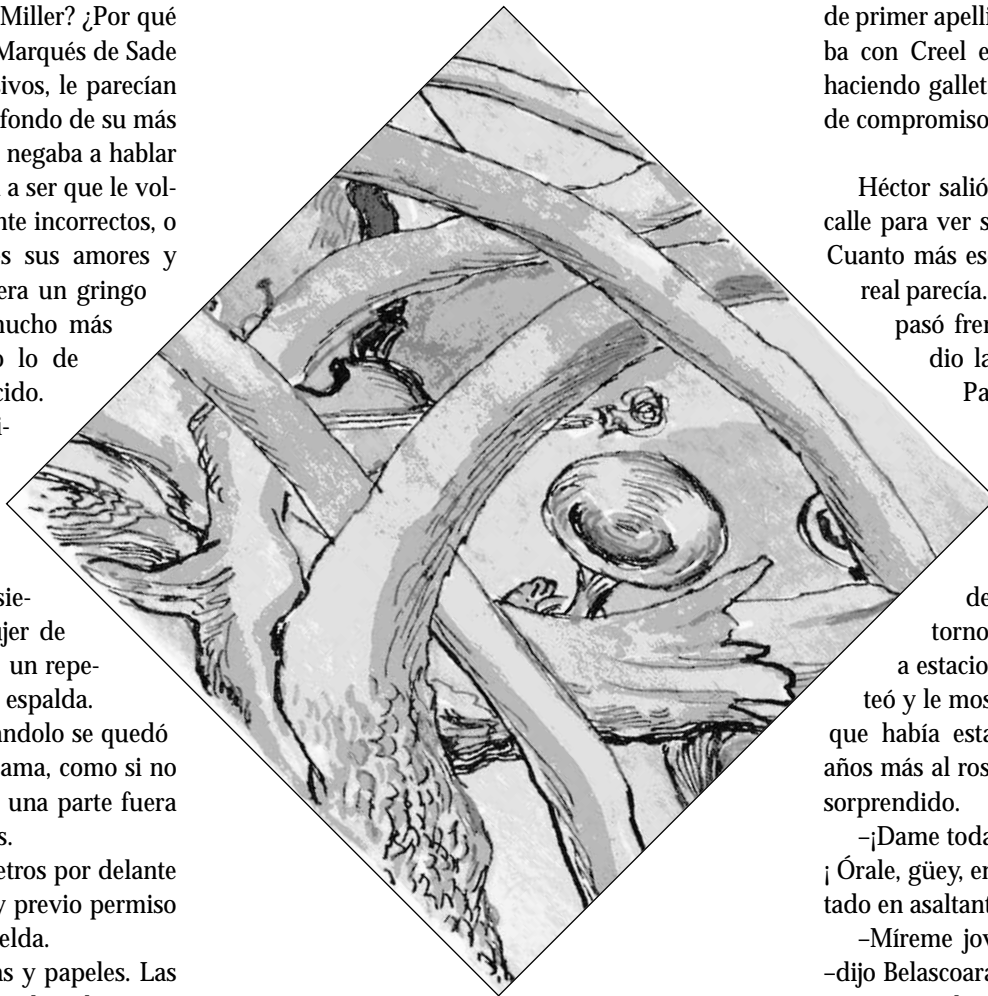 Miller? ¿Por qué
Marqués de Sade
sivos, le parecían
fondo de su más
negaba a hablar
a ser que le vol-
nte incorrectos, o
s sus amores y
era un gringo
nucho más
o lo de
cido.
i-
sie-
jer de
un repe-
espalda.
ándolo se quedó
ama, como si no
una parte fuera
s.
etros por delante
y previo permiso
elda.
as y papeles. Las
de primer apelli
ba con Creel e
haciendo gallet
de compromiso
Héctor salió
calle para ver s
Cuanto más es
real parecía.
pasó fren
dio la
Pa
de
torno
a estacio
teó y le mos
que había esta
años más al ros
sorprendido.
–¡Dame toda
¡ Órale, güey, en
tado en asaltant
–Míreme jov
–dijo Belascoará